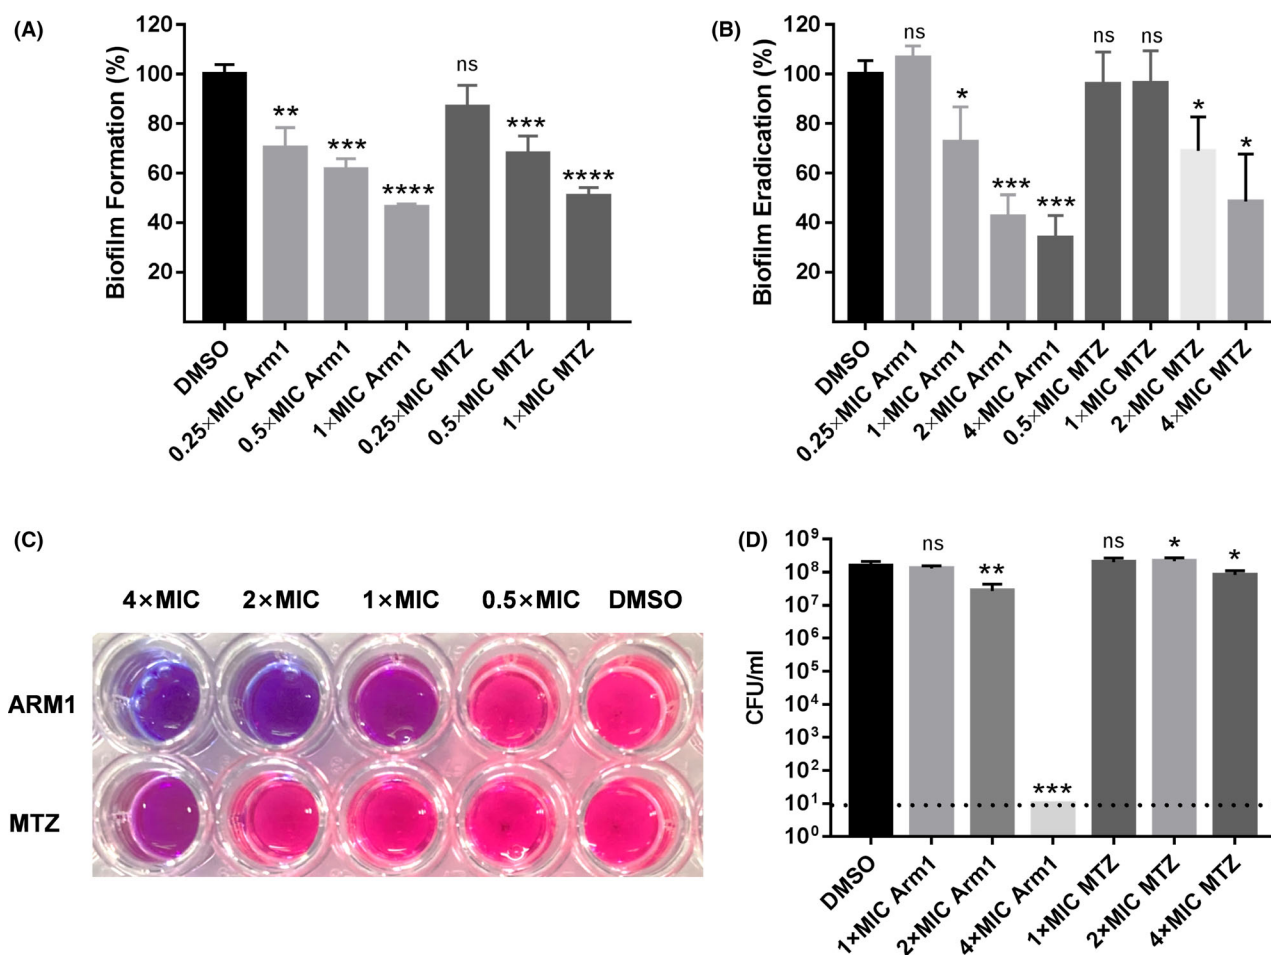 (A)
Biofilm Formation (%)
120
100
80
60
40
20
** *** **** ns *** ****
DMSO
0.25×MIC Arm1
0.5×MIC Arm1
1×MIC Arm1
0.25×MIC MTZ
0.5×MIC MTZ
1×MIC MTZ
(B)
Biofilm Eradication (%)
120
100
80
60
40
20
ns * *** *** ns ns * *
DMSO
0.25×MIC Arm1
1×MIC Arm1
2×MIC Arm1
4×MIC Arm1
0.5×MIC MTZ
1×MIC MTZ
2×MIC MTZ
4×MIC MTZ
(C)
4×MIC 2×MIC 1×MIC 0.5×MIC DMSO
ARM1
MTZ
(D)
CFU/ml
10⁹
10⁸
10⁷
10⁶
10⁵
10⁴
10³
10²
10¹
10⁰
ns ** *** ns * *
DMSO
1×MIC Arm1
2×MIC Arm1
4×MIC Arm1
1×MIC MTZ
2×MIC MTZ
4×MIC MTZ